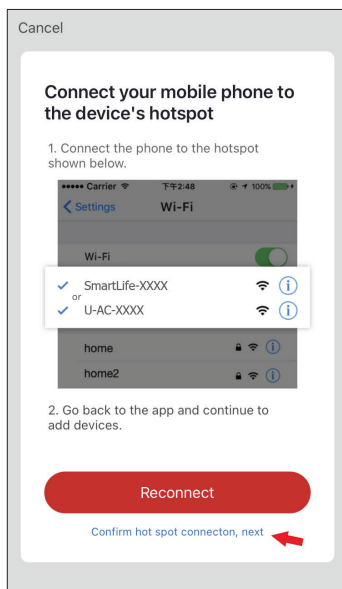 Cancel
Connect your mobile phone to
the device's hotspot
1. Connect the phone to the hotspot
shown below.
Carrier 下午2:48 100%
Settings Wi-Fi
Wi-Fi
SmartLife-XXXX
or
U-AC-XXXX
home
home2
2. Go back to the app and continue to
add devices.
Reconnect
Confirm hot spot connecton, next